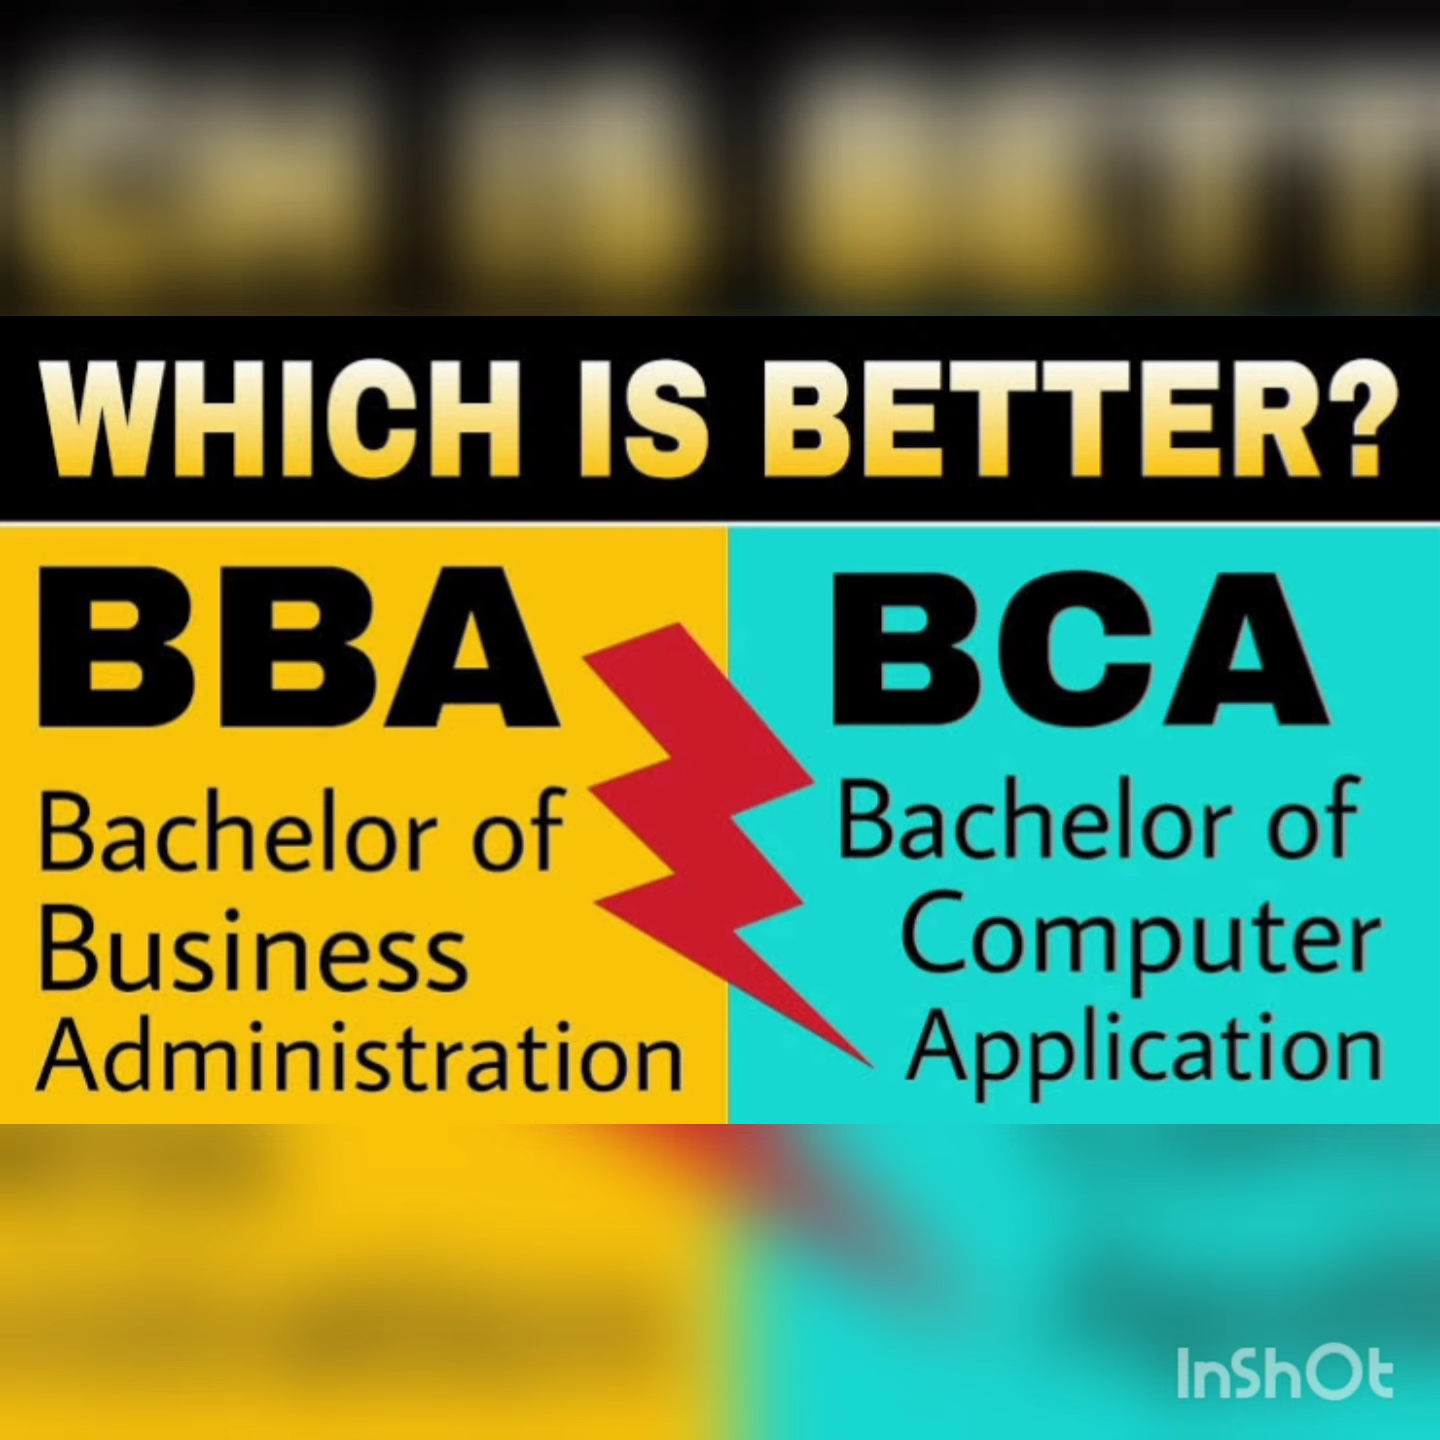 WHICH IS BETTER?
BBA
Bachelor of
Business
Administration
BCA
Bachelor of
Computer
Application
InShOt